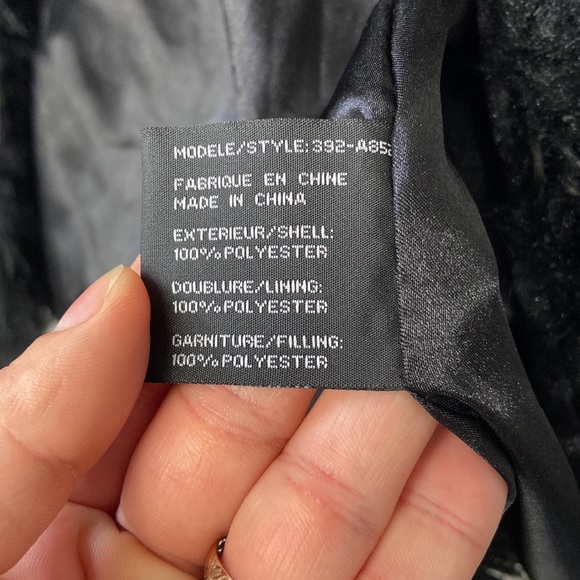 MODELE/STYLE: 392-A852
FABRIQUE EN CHINE
MADE IN CHINA
EXTERIEUR/SHELL:
100% POLYESTER
DOUBLURE/LINING:
100% POLYESTER
GARNITURE/FILLING:
100% POLYESTER